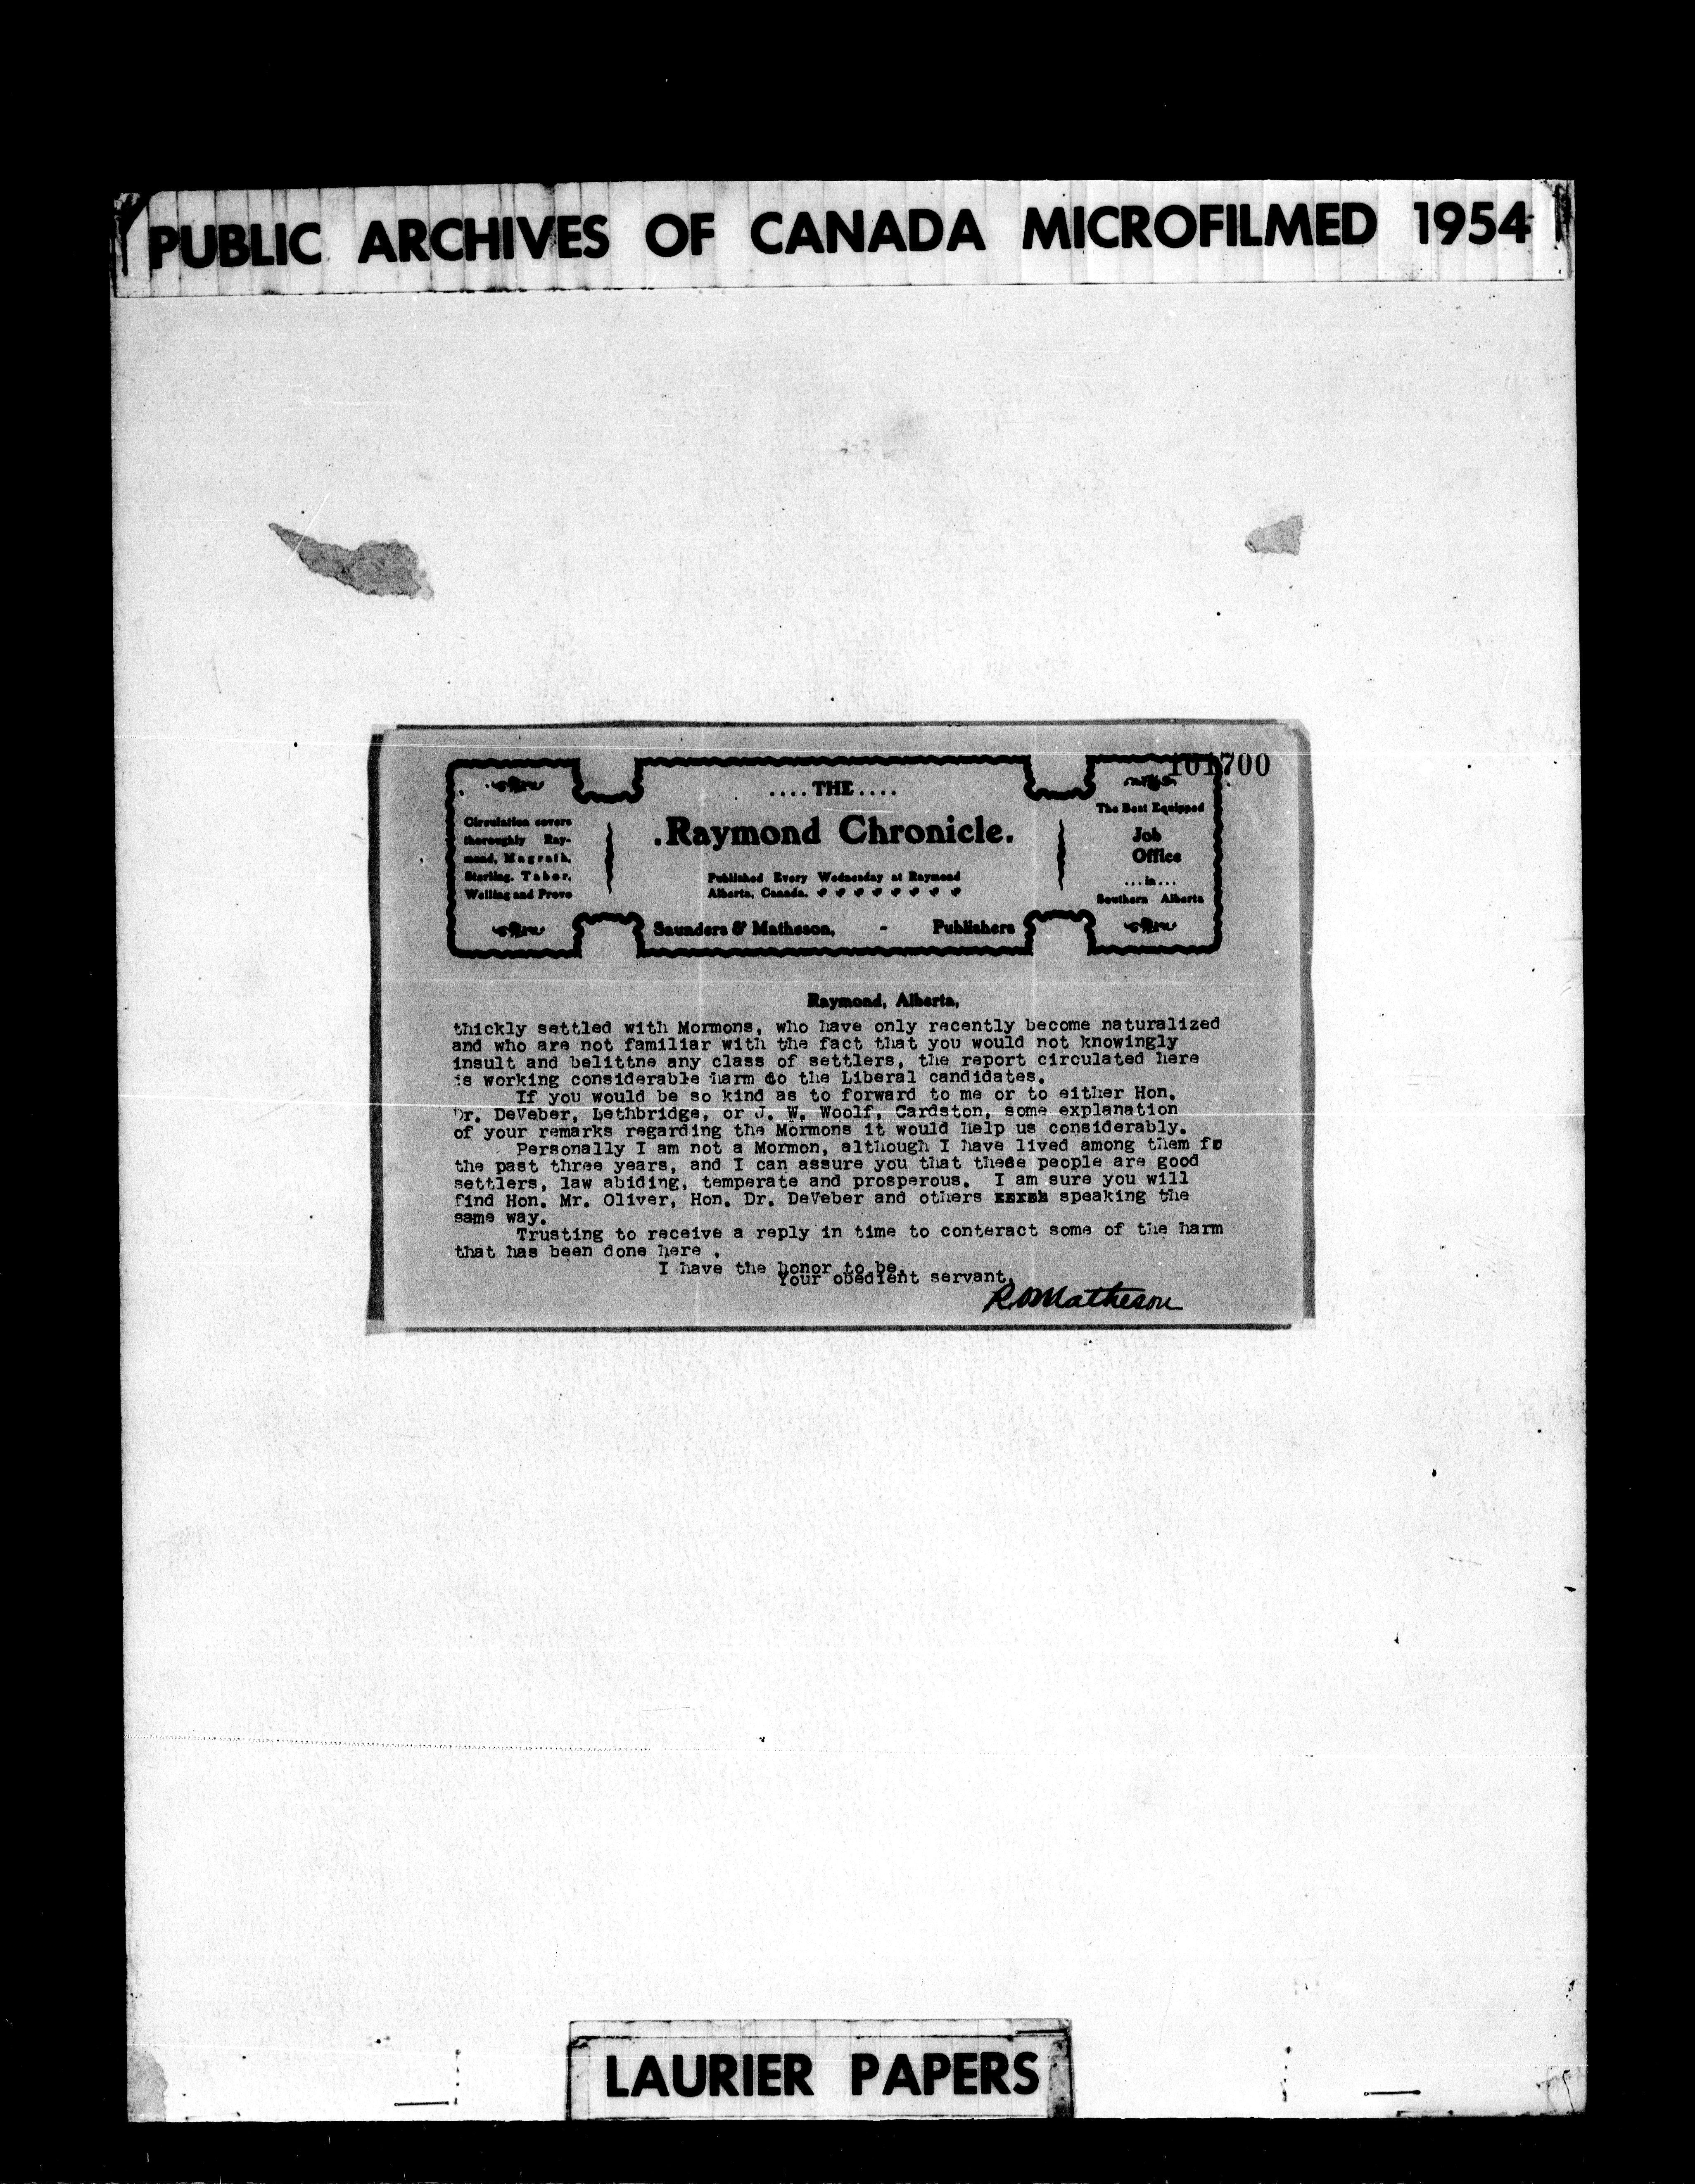 PUBLIC ARCHIVES OF CANADA MICROFILMED 1954
101700
....THE....
.Raymond Chronicle.
Published Every Wednesday at Raymond
Alberta, Canada.
Saunders & Matheson, - Publishers
Circulation covers
thoroughly Ray-
mond, Magrath,
Sterling, Taber,
Welling and Provo
The Best Equipped
Job
Office
...in...
Southern Alberta
Raymond, Alberta,
thickly settled with Mormons, who have only recently become naturalized
and who are not familiar with the fact that you would not knowingly
insult and belittne any class of settlers, the report circulated here
is working considerable harm do the Liberal candidates.
If you would be so kind as to forward to me or to either Hon.
Dr. DeVeber, Lethbridge, or J. W. Woolf, Cardston, some explanation
of your remarks regarding the Mormons it would help us considerably.
Personally I am not a Mormon, although I have lived among them fo
the past three years, and I can assure you that these people are good
settlers, law abiding, temperate and prosperous. I am sure you will
find Hon. Mr. Oliver, Hon. Dr. DeVeber and others speaking the
same way.
Trusting to receive a reply in time to conteract some of the harm
that has been done here .
I have the honor to be,
Your obedient servant,
R.O Matheson
LAURIER PAPERS